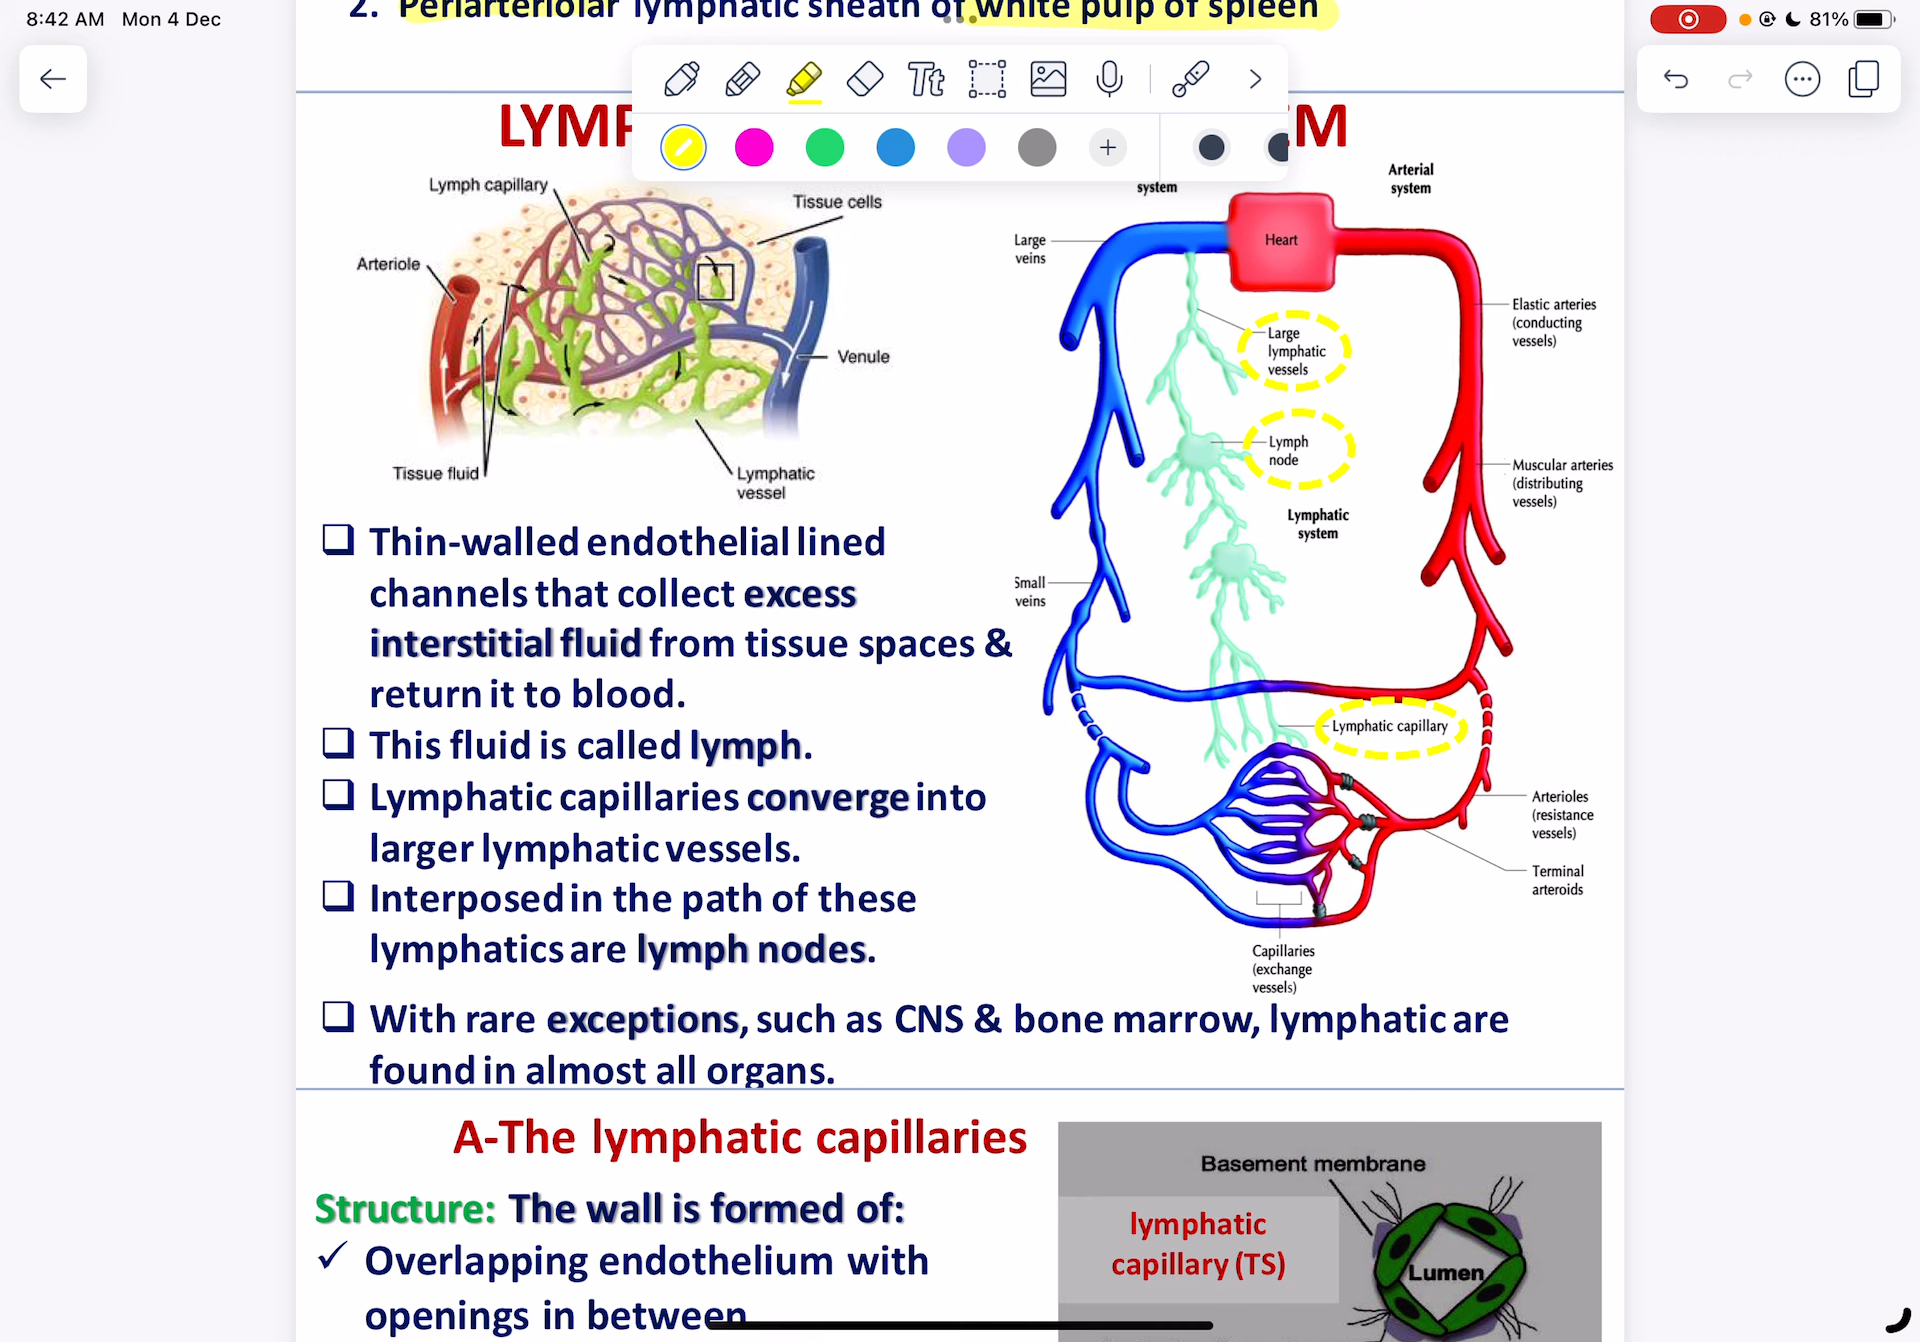 8:42 AM Mon 4 Dec
81%
2. Periarteriolar lymphatic sheath of white pulp of spleen
Tt
system
Arterial
system
Lymph capillary
Tissue cells
Arteriole
Venule
Tissue fluid
Lymphatic
vessel
Large
veins
Heart
Elastic arteries
(conducting
vessels)
Large
lymphatic
vessels
Lymph
node
Muscular arteries
(distributing
vessels)
Lymphatic
system
Small
veins
Lymphatic capillary
Arterioles
(resistance
vessels)
Terminal
arteroids
Capillaries
(exchange
vessels)
Thin-walled endothelial lined
channels that collect excess
interstitial fluid from tissue spaces &
return it to blood.
This fluid is called lymph.
Lymphatic capillaries converge into
larger lymphatic vessels.
Interposed in the path of these
lymphatics are lymph nodes.
With rare exceptions, such as CNS & bone marrow, lymphatic are
found in almost all organs.
A-The lymphatic capillaries
Structure: The wall is formed of:
✓ Overlapping endothelium with
openings in between
Basement membrane
lymphatic
capillary (TS)
Lumen